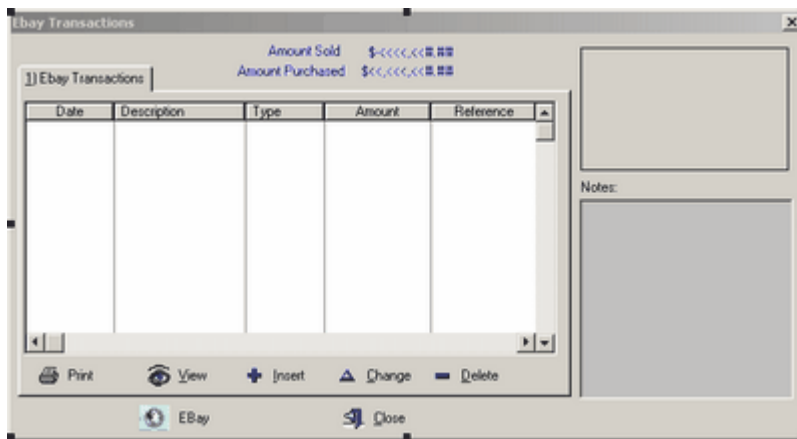 Ebay Transactions
Amount Sold $-<<<<,<<#.##
Amount Purchased $<<,<<<,<<#.##
1) Ebay Transactions
Date Description Type Amount Reference
Notes:
Print View Insert Change Delete
EBay Close